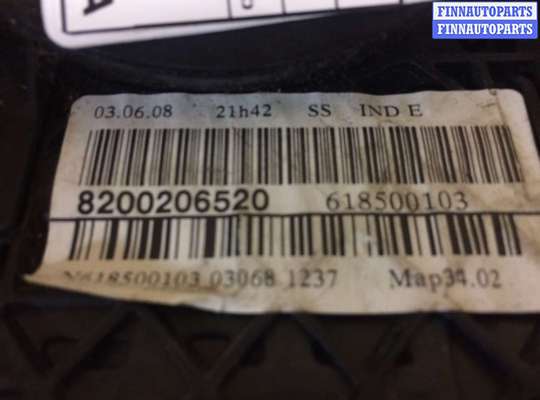 FINNAUTOPARTS
FINNAUTOPARTS
03.06.08 21h42 SS IND E
8200206520 618500103
N618500103 03068 1237 Map34.02